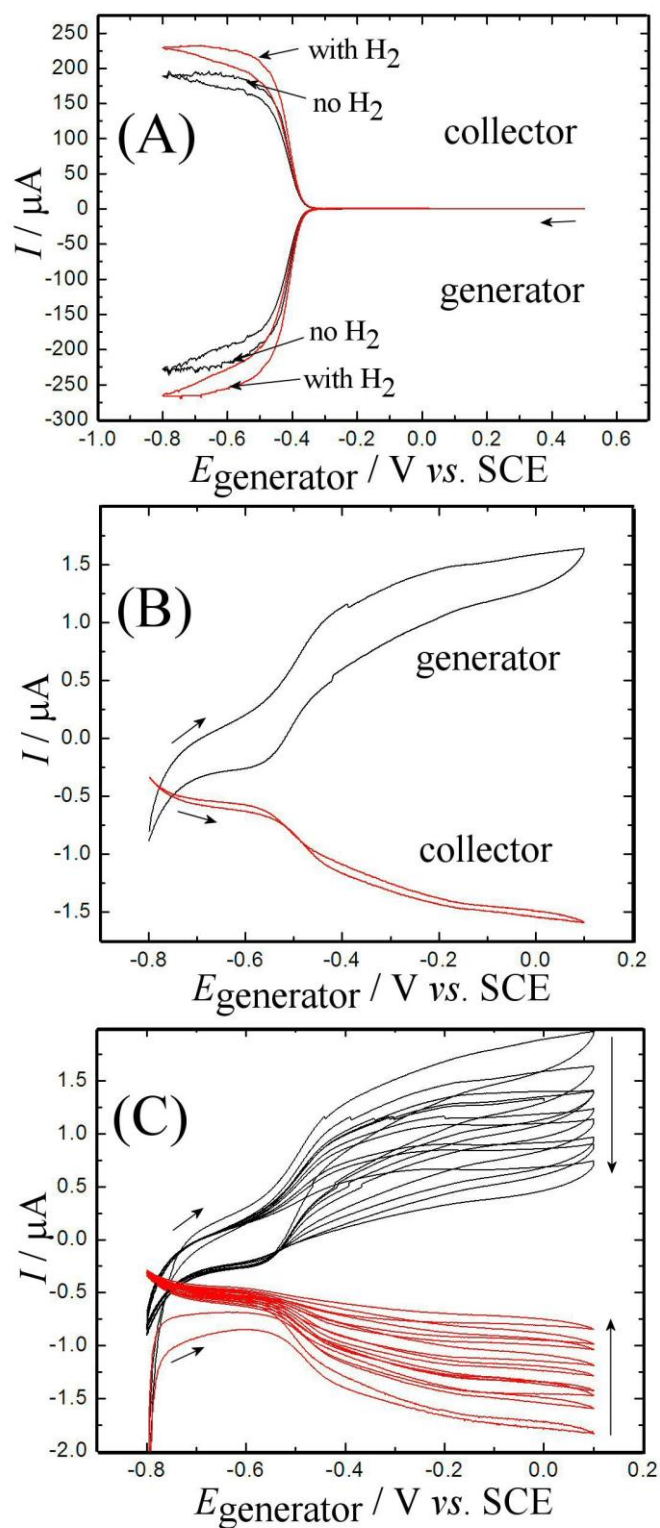 250
200
150
100
50
0
-50
-100
-150
-200
-250
-300
I / µA
(A)
with H2
no H2
collector
generator
no H2
with H2
-1.0 -0.8 -0.6 -0.4 -0.2 0.0 0.2 0.4 0.6
Egenerator / V vs. SCE
1.5
1.0
0.5
0.0
-0.5
-1.0
-1.5
I / µA
(B)
generator
collector
-0.8 -0.6 -0.4 -0.2 0.0 0.2
Egenerator / V vs. SCE
1.5
1.0
0.5
0.0
-0.5
-1.0
-1.5
-2.0
I / µA
(C)
-0.8 -0.6 -0.4 -0.2 0.0 0.2
Egenerator / V vs. SCE